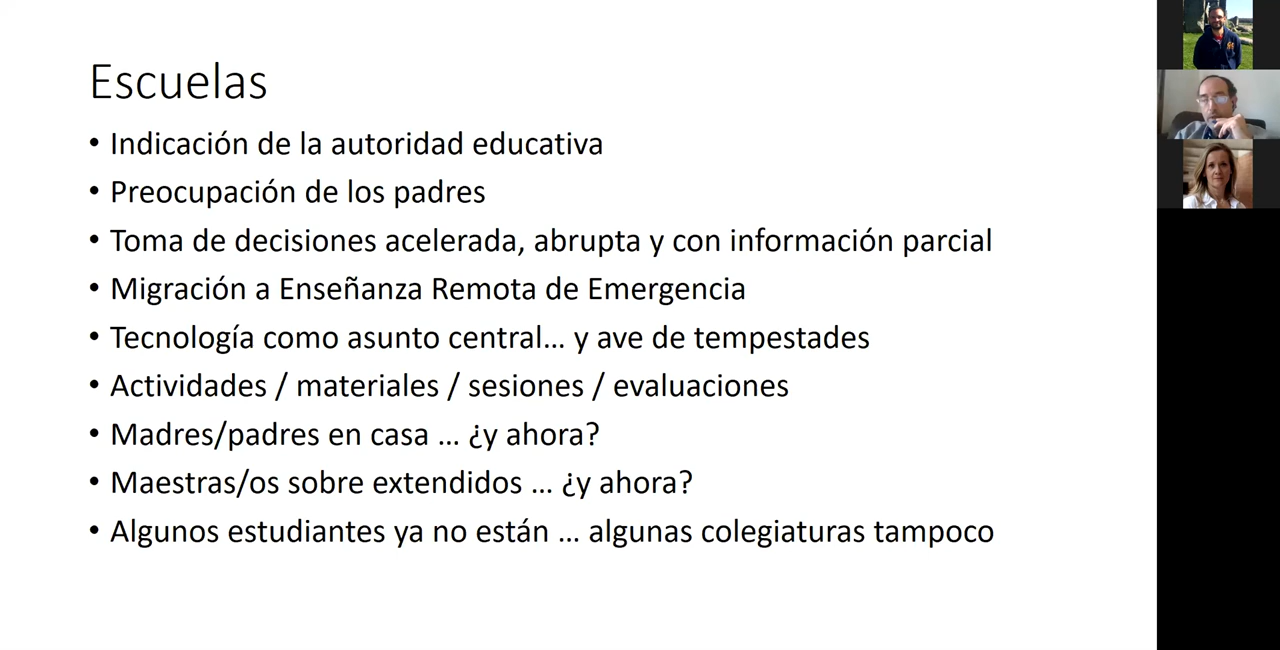 Escuelas
• Indicación de la autoridad educativa
• Preocupación de los padres
• Toma de decisiones acelerada, abrupta y con información parcial
• Migración a Enseñanza Remota de Emergencia
• Tecnología como asunto central… y ave de tempestades
• Actividades / materiales / sesiones / evaluaciones
• Madres/padres en casa … ¿y ahora?
• Maestras/os sobre extendidos … ¿y ahora?
• Algunos estudiantes ya no están … algunas colegiaturas tampoco